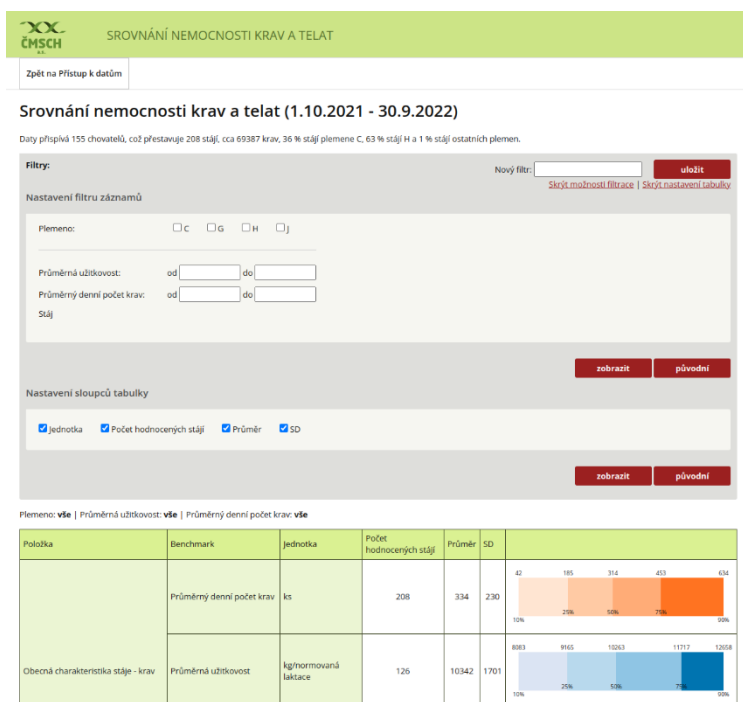 ČMSCH
a.s.
SROVNÁNÍ NEMOCNOSTI KRAV A TELAT
Zpět na Přístup k datům
Srovnání nemocnosti krav a telat (1.10.2021 - 30.9.2022)
Daty přispívá 155 chovatelů, což přestavuje 208 stájí, cca 69387 krav, 36 % stájí plemene C, 63 % stájí H a 1 % stájí ostatních plemen.
Filtry:
Nový filtr:
uložit
Skrýt možnosti filtrace | Skrýt nastavení tabulky
Nastavení filtru záznamů
Plemeno: C G H J
Průměrná užitkovost: od do
Průměrný denní počet krav: od do
Stáj
zobrazit původní
Nastavení sloupců tabulky
Jednotka Počet hodnocených stájí Průměr SD
zobrazit původní
Plemeno: vše | Průměrná užitkovost: vše | Průměrný denní počet krav: vše
Položka Benchmark Jednotka Počet hodnocených stájí Průměr SD
42 185 314 453 634
Průměrný denní počet krav ks 208 334 230
10% 25% 50% 75% 90%
8083 9165 10263 11717 12658
Obecná charakteristika stáje - krav Průměrná užitkovost kg/normovaná laktace 126 10342 1701
10% 25% 50% 75% 90%